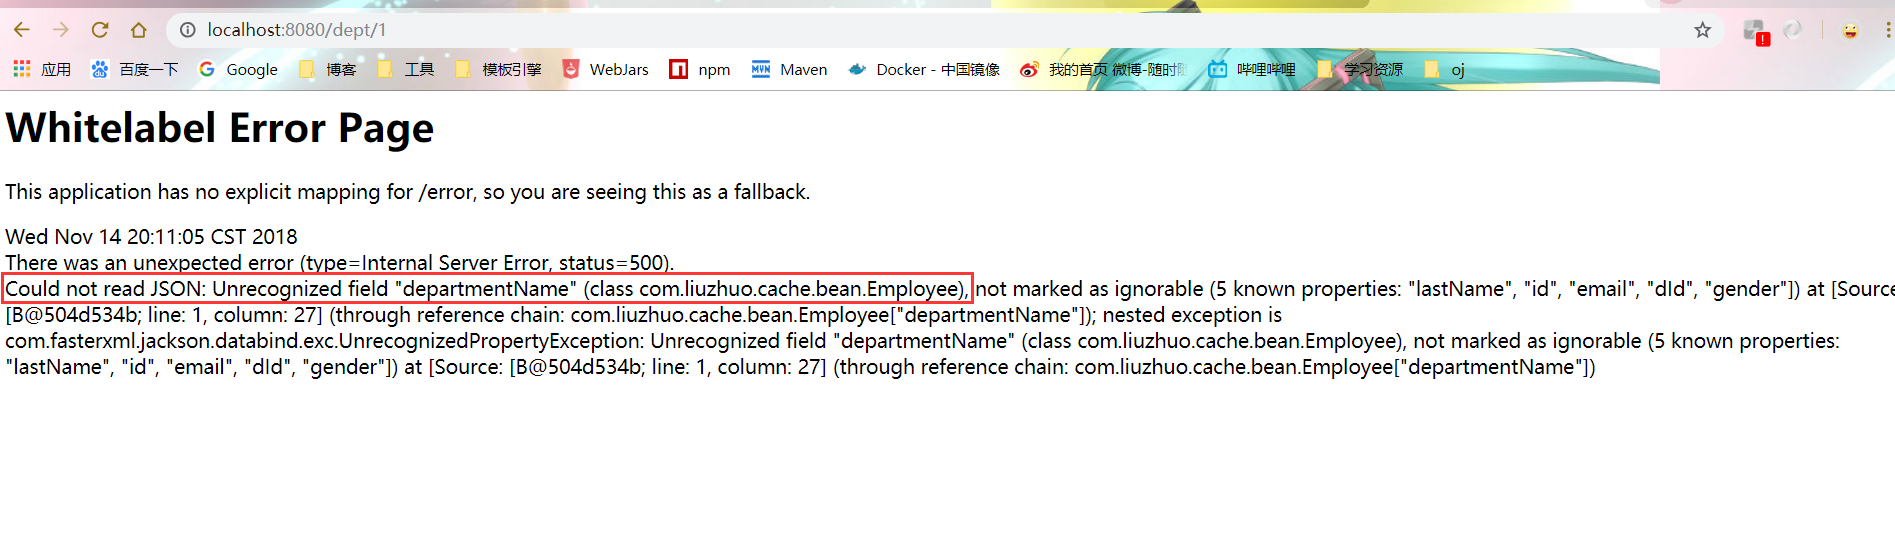 localhost:8080/dept/1
应用 百度一下 Google 博客 工具 模板引擎 WebJars npm Maven Docker - 中国镜像 我的首页 微博-随时随 哔哩哔哩 学习资源 oj
Whitelabel Error Page
This application has no explicit mapping for /error, so you are seeing this as a fallback.
Wed Nov 14 20:11:05 CST 2018
There was an unexpected error (type=Internal Server Error, status=500).
Could not read JSON: Unrecognized field "departmentName" (class com.liuzhuo.cache.bean.Employee), not marked as ignorable (5 known properties: "lastName", "id", "email", "dId", "gender"]) at [Source:
[B@504d534b; line: 1, column: 27] (through reference chain: com.liuzhuo.cache.bean.Employee["departmentName"]); nested exception is
com.fasterxml.jackson.databind.exc.UnrecognizedPropertyException: Unrecognized field "departmentName" (class com.liuzhuo.cache.bean.Employee), not marked as ignorable (5 known properties:
"lastName", "id", "email", "dId", "gender"]) at [Source: [B@504d534b; line: 1, column: 27] (through reference chain: com.liuzhuo.cache.bean.Employee["departmentName"])